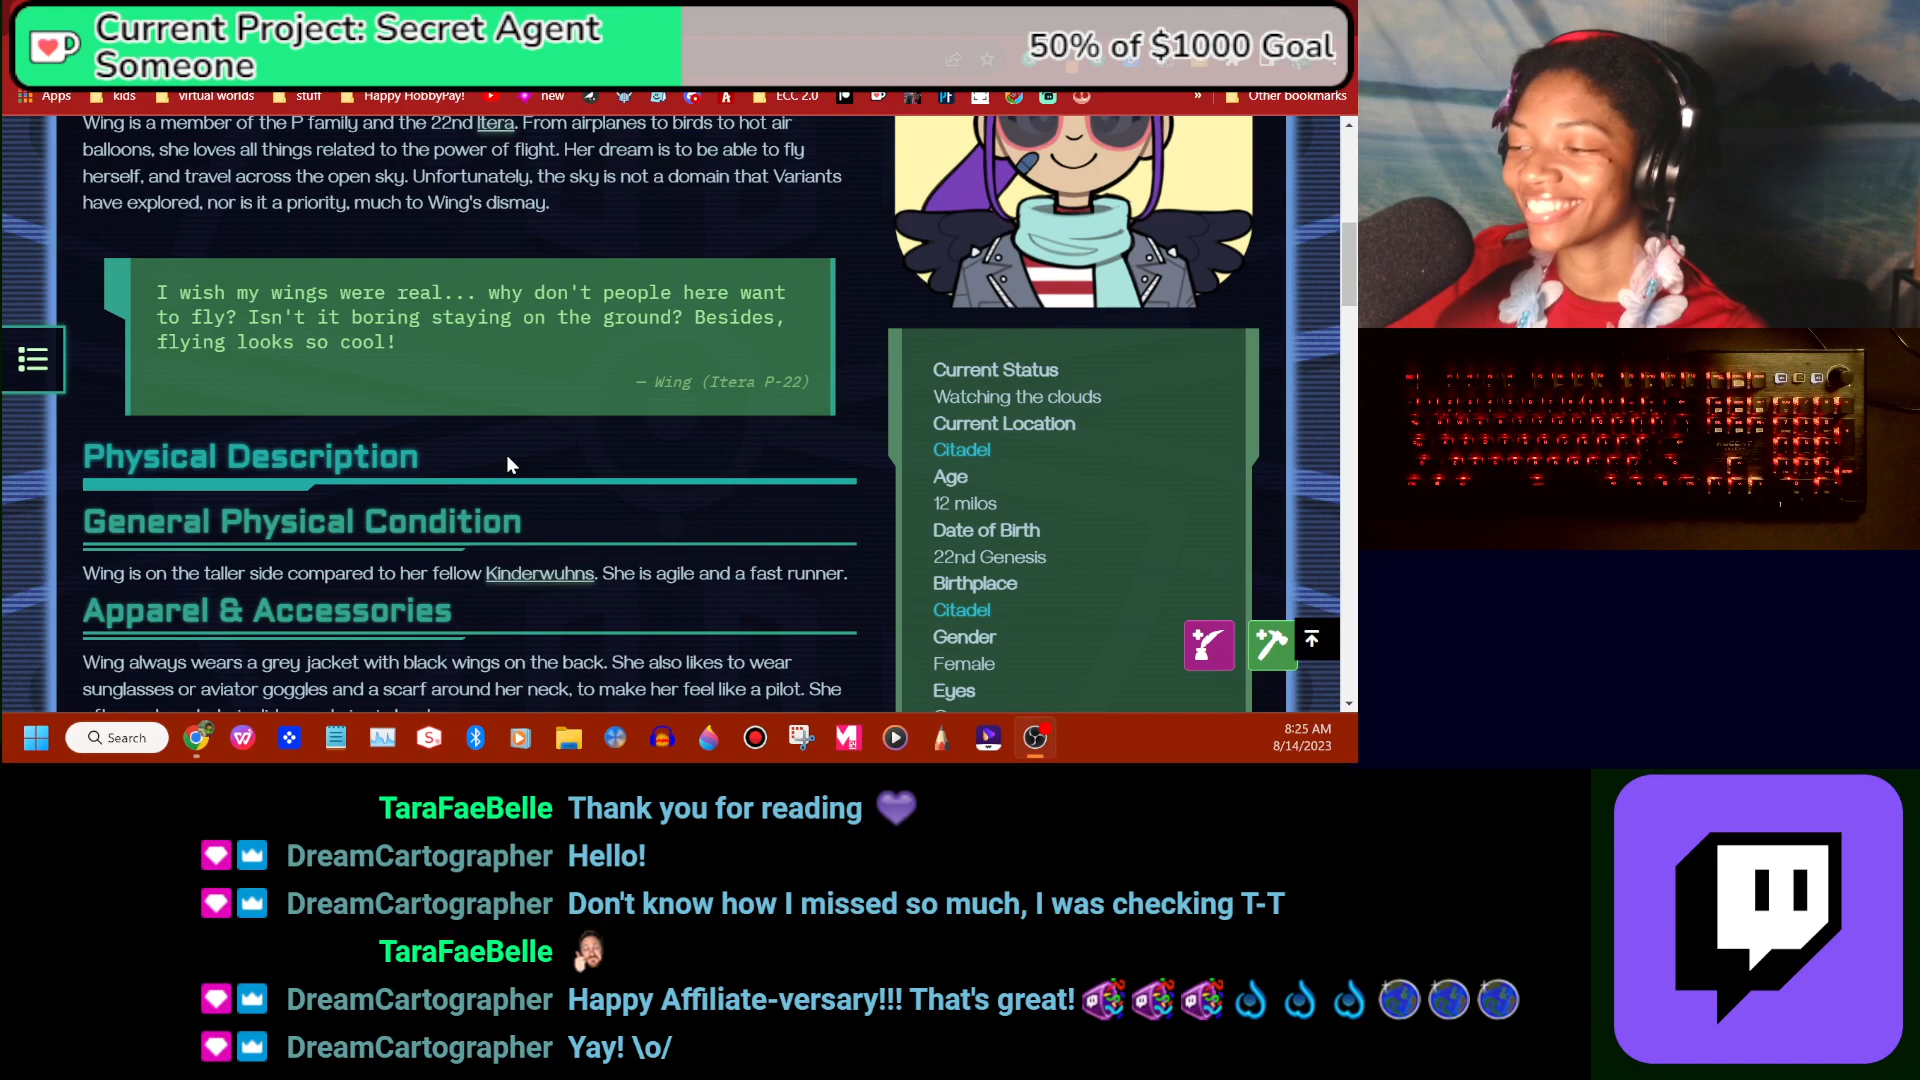 Current Project: Secret Agent
Someone
50% of $1000 Goal
Apps kids virtual worlds stuff Happy HobbyPay! new ECC 2.0 » Other bookmarks
Wing is a member of the P family and the 22nd Itera. From airplanes to birds to hot air
balloons, she loves all things related to the power of flight. Her dream is to be able to fly
herself, and travel across the open sky. Unfortunately, the sky is not a domain that Variants
have explored, nor is it a priority, much to Wing's dismay.
I wish my wings were real... why don't people here want
to fly? Isn't it boring staying on the ground? Besides,
flying looks so cool!
— Wing (Itera P-22)
Physical Description
General Physical Condition
Wing is on the taller side compared to her fellow Kinderwuhns. She is agile and a fast runner.
Apparel & Accessories
Wing always wears a grey jacket with black wings on the back. She also likes to wear
sunglasses or aviator goggles and a scarf around her neck, to make her feel like a pilot. She
Current Status
Watching the clouds
Current Location
Citadel
Age
12 milos
Date of Birth
22nd Genesis
Birthplace
Citadel
Gender
Female
Eyes
Search
8:25 AM
8/14/2023
TaraFaeBelle Thank you for reading
DreamCartographer Hello!
DreamCartographer Don't know how I missed so much, I was checking T-T
TaraFaeBelle
DreamCartographer Happy Affiliate-versary!!! That's great!
DreamCartographer Yay! \o/